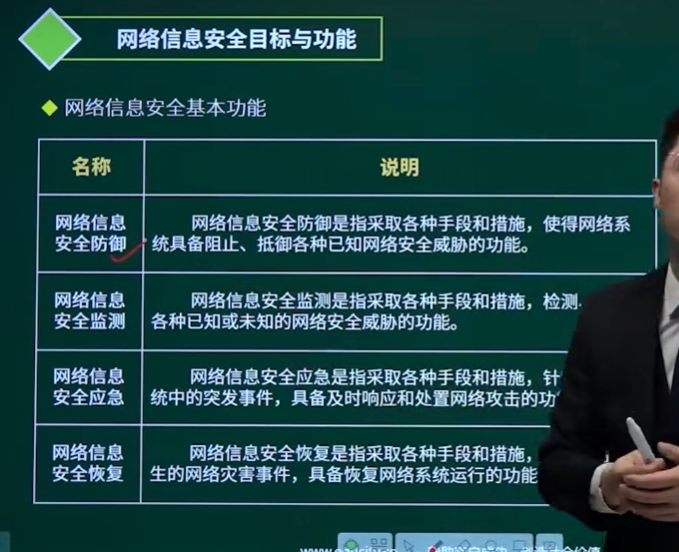 网络信息安全目标与功能
网络信息安全基本功能
名称
说明
网络信息
安全防御
网络信息安全防御是指采取各种手段和措施，使得网络系
统具备阻止、抵御各种已知网络安全威胁的功能。
网络信息
安全监测
网络信息安全监测是指采取各种手段和措施，检测
各种已知或未知的网络安全威胁的功能。
网络信息
安全应急
网络信息安全应急是指采取各种手段和措施，针
统中的突发事件，具备及时响应和处置网络攻击的功
网络信息
安全恢复
网络信息安全恢复是指采取各种手段和措施，
生的网络灾害事件，具备恢复网络系统运行的功能